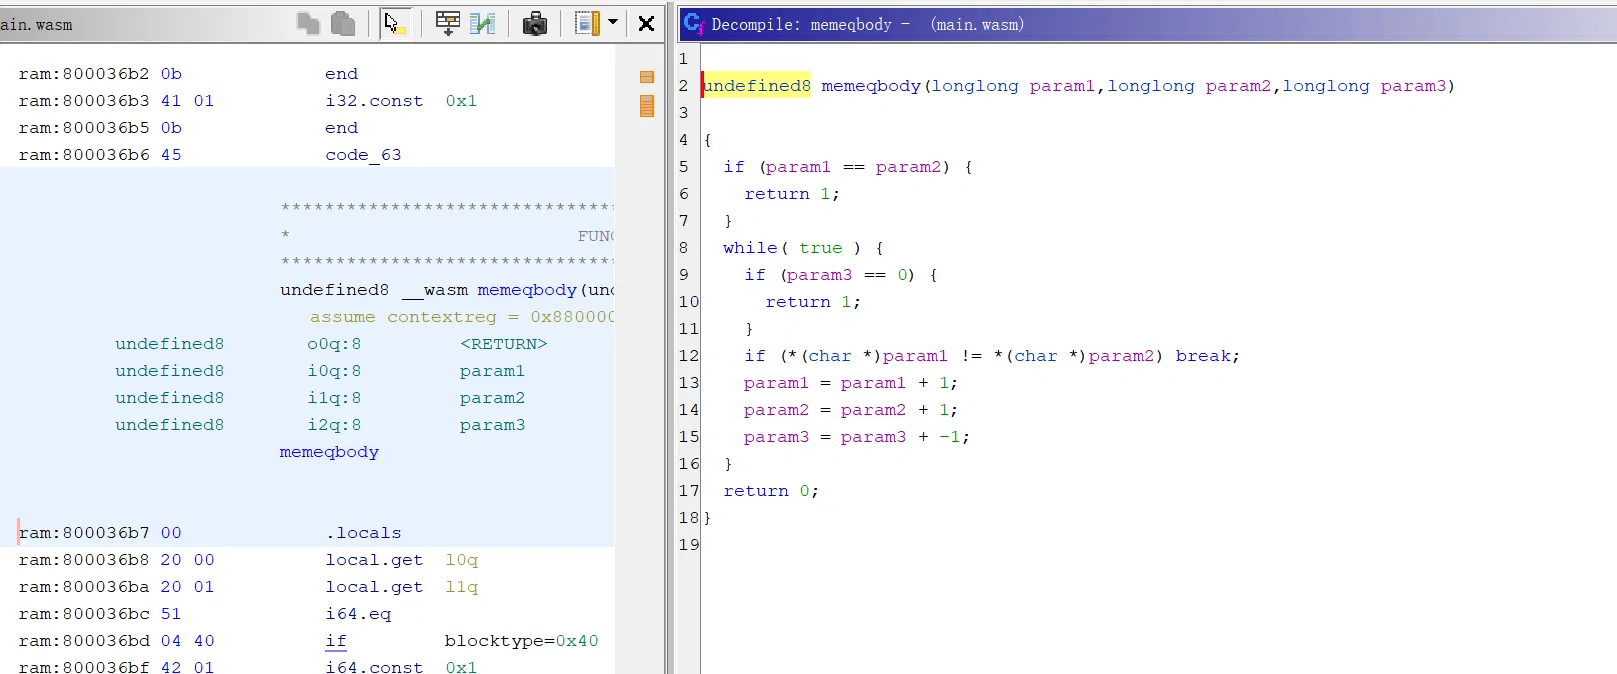 ain.wasm
ram:800036b2 0b end
ram:800036b3 41 01 i32.const 0x1
ram:800036b5 0b end
ram:800036b6 45 code_63
*******************************
* FUNC
*******************************
undefined8 __wasm memeqbody(und
assume contextreg = 0x880000
undefined8 o0q:8 <RETURN>
undefined8 i0q:8 param1
undefined8 i1q:8 param2
undefined8 i2q:8 param3
memeqbody
ram:800036b7 00 .locals
ram:800036b8 20 00 local.get l0q
ram:800036ba 20 01 local.get l1q
ram:800036bc 51 i64.eq
ram:800036bd 04 40 if blocktype=0x40
ram:800036bf 42 01 i64.const 0x1
Decompile: memeqbody - (main.wasm)
1
2 undefined8 memeqbody(longlong param1,longlong param2,longlong param3)
3
4 {
5 if (param1 == param2) {
6 return 1;
7 }
8 while( true ) {
9 if (param3 == 0) {
10 return 1;
11 }
12 if (*(char *)param1 != *(char *)param2) break;
13 param1 = param1 + 1;
14 param2 = param2 + 1;
15 param3 = param3 + -1;
16 }
17 return 0;
18 }
19